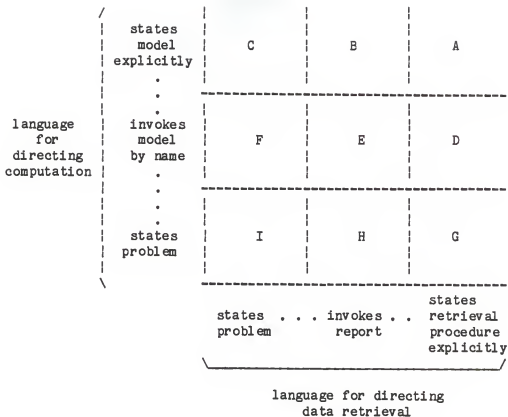 states
model
explicitly
C B A
language
for
directing
computation
invokes
model
by name
F E D
states
problem
I H G
states . . . invokes . . states
problem report retrieval
procedure
explicitly
language for directing
data retrieval